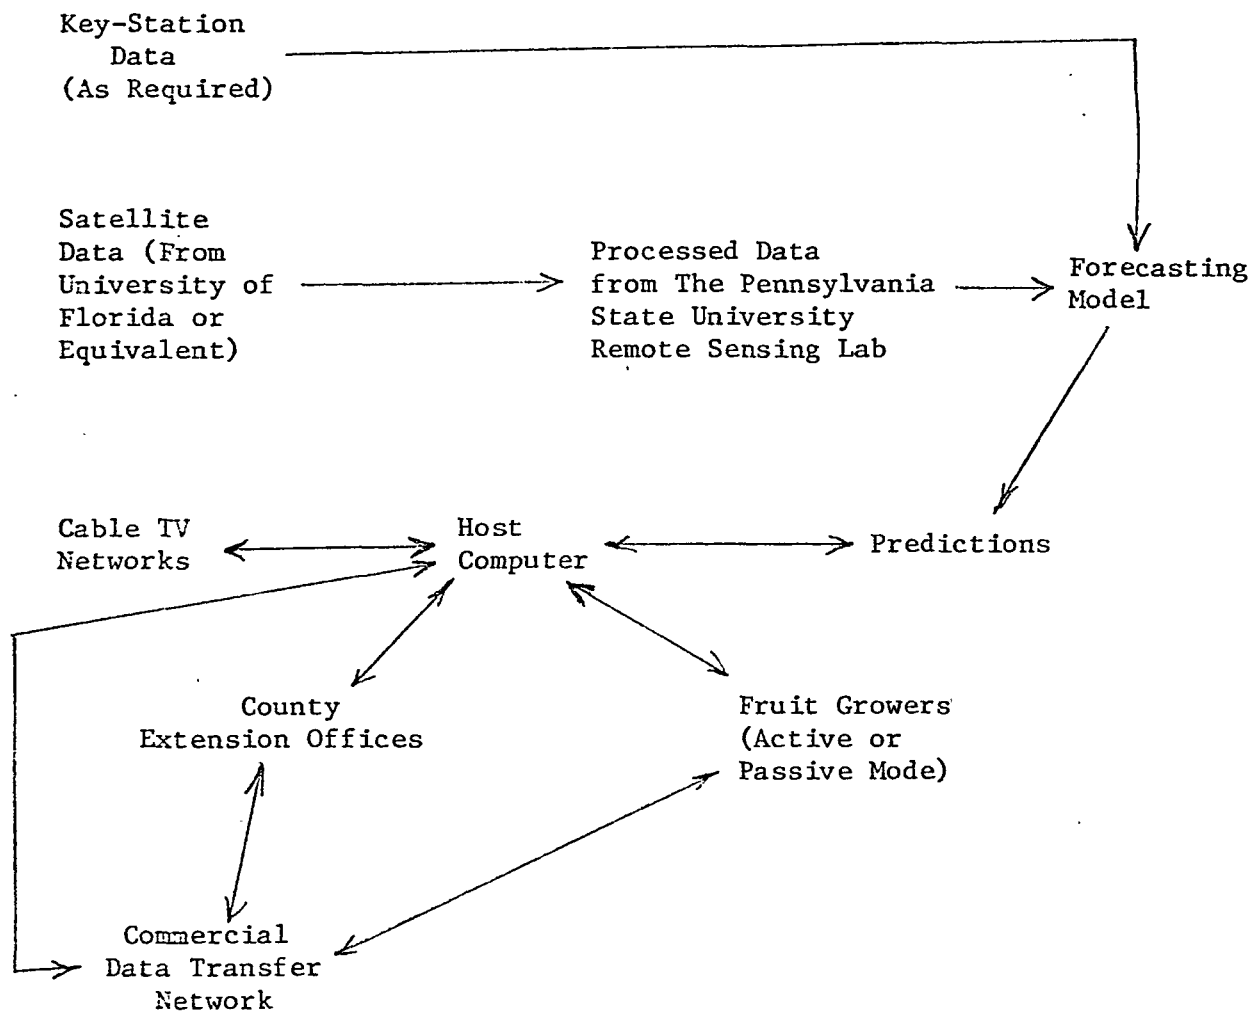 Key-Station
Data
(As Required)
Satellite
Data (From
University of
Florida or
Equivalent)
Processed Data
from The Pennsylvania
State University
Remote Sensing Lab
Forecasting
Model
Cable TV
Networks
Host
Computer
Predictions
County
Extension Offices
Fruit Growers
(Active or
Passive Mode)
Commercial
Data Transfer
Network